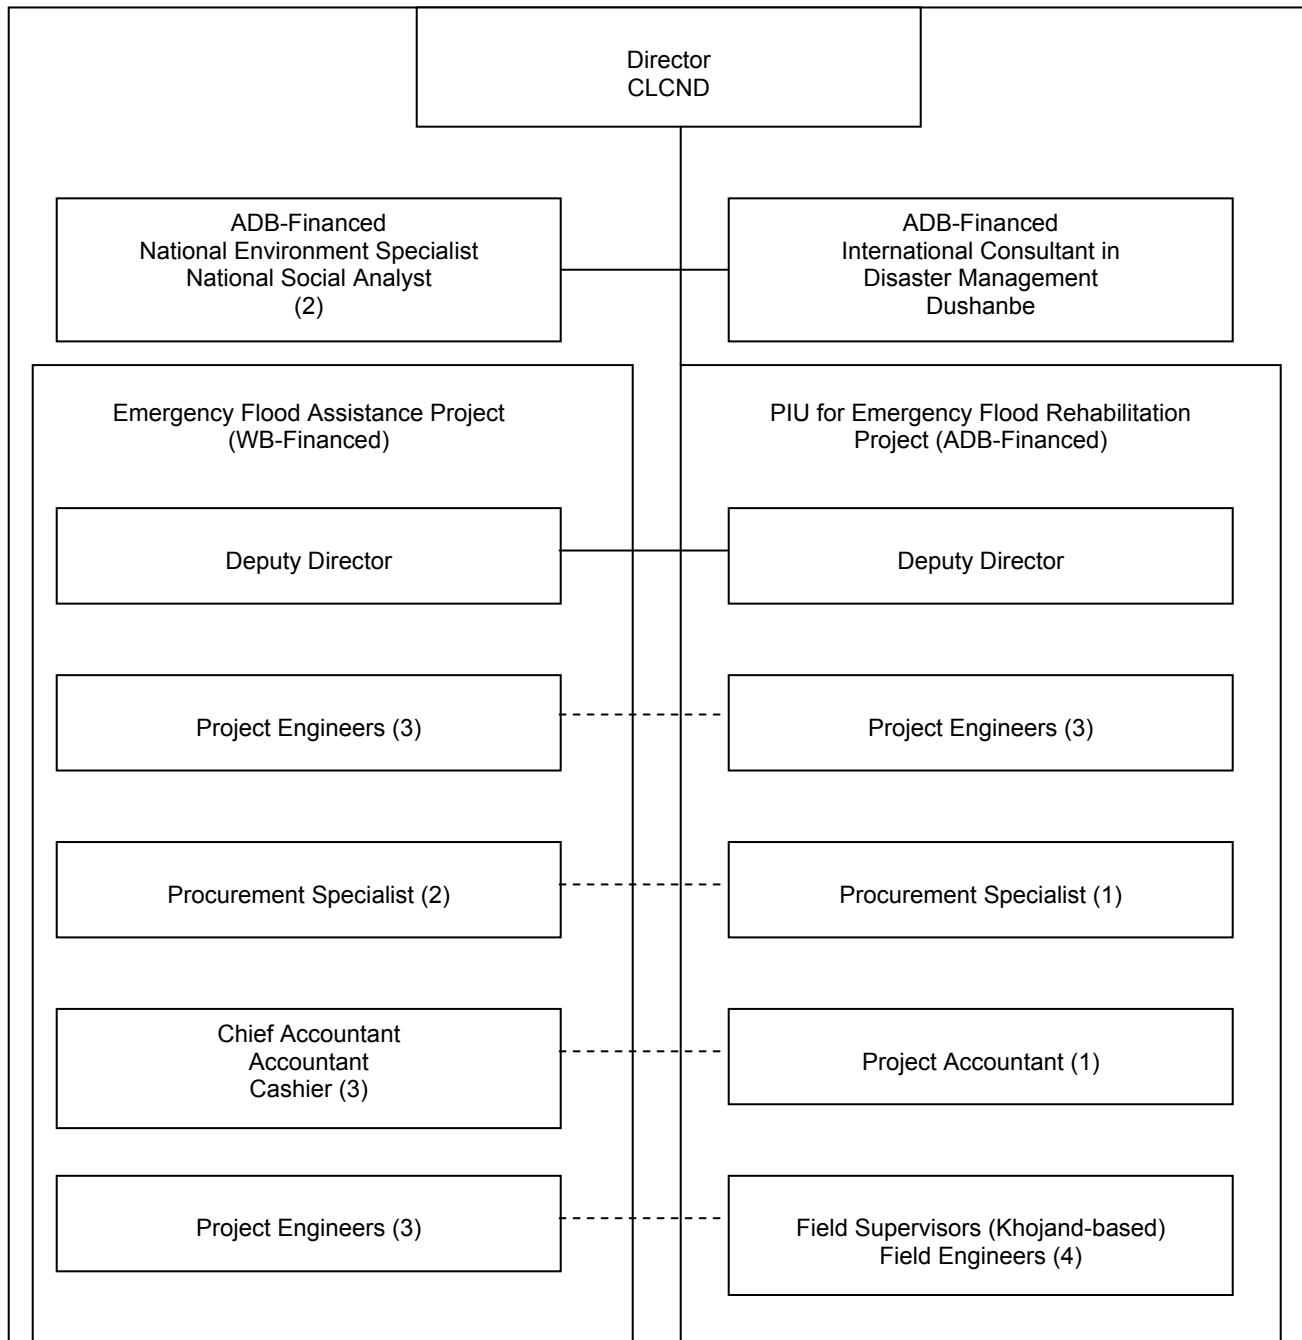 Director
CLCND
ADB-Financed
National Environment Specialist
National Social Analyst
(2)
ADB-Financed
International Consultant in
Disaster Management
Dushanbe
Emergency Flood Assistance Project
(WB-Financed)
PIU for Emergency Flood Rehabilitation
Project (ADB-Financed)
Deputy Director
Deputy Director
Project Engineers (3)
Project Engineers (3)
Procurement Specialist (2)
Procurement Specialist (1)
Chief Accountant
Accountant
Cashier (3)
Project Accountant (1)
Project Engineers (3)
Field Supervisors (Khojand-based)
Field Engineers (4)